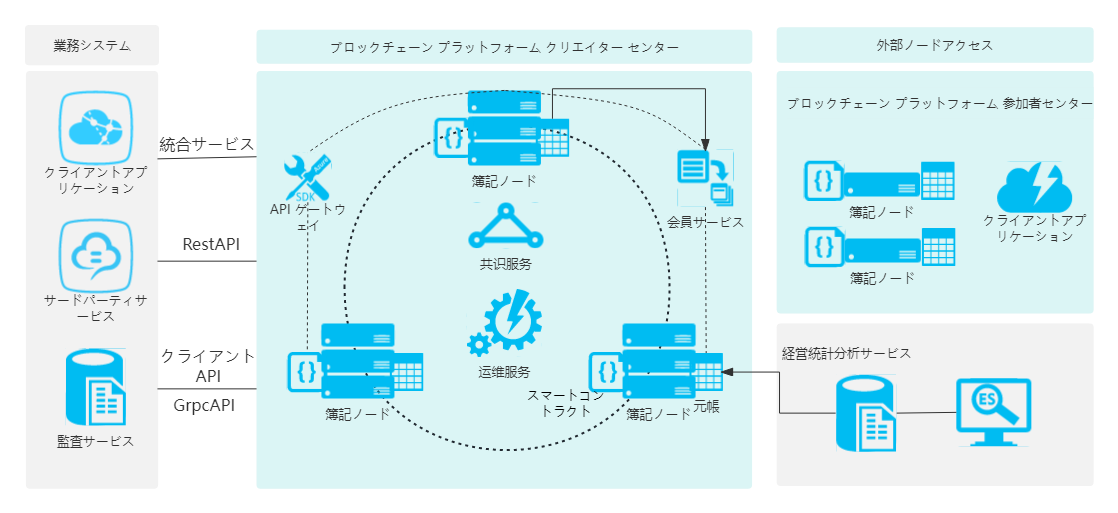 業務システム
クライアントアプ
リケーション
サードパーティサ
ービス
監査サービス
統合サービス
RestAPI
クライアント
API
GrpcAPI
ブロックチェーン プラットフォーム クリエイター センター
簿記ノード
SDK
API ゲートウ
ェイ
会員サービス
共识服务
运维服务
簿記ノード
スマートコン
トラクト
簿記ノード
元帳
外部ノードアクセス
ブロックチェーン プラットフォーム 参加者センター
簿記ノード
簿記ノード
クライアントアプ
リケーション
経営統計分析サービス
ES